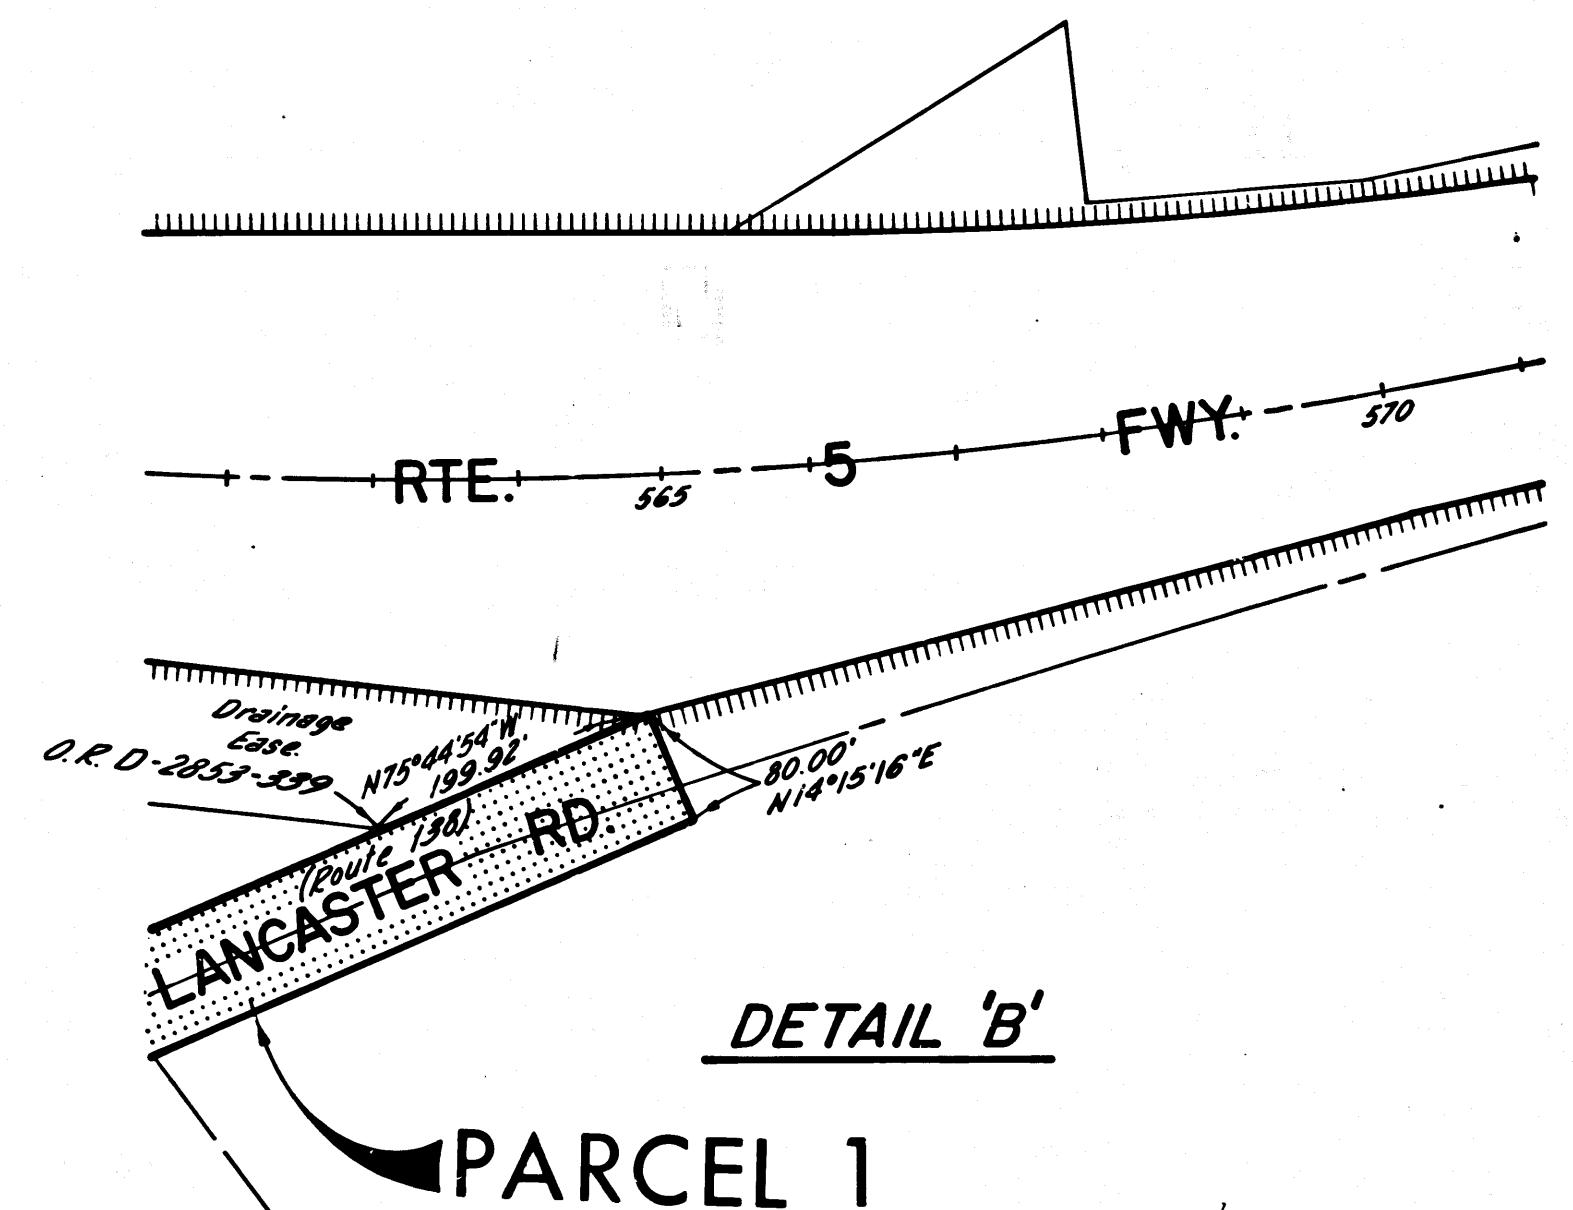 RTE. 5 FWY.
565
570
Drainage
Ease.
O.R. D-2853-339
N75°44'54"W
199.92'
80.00'
N14°15'16"E
(Route 138)
LANCASTER RD.
DETAIL 'B'
PARCEL 1